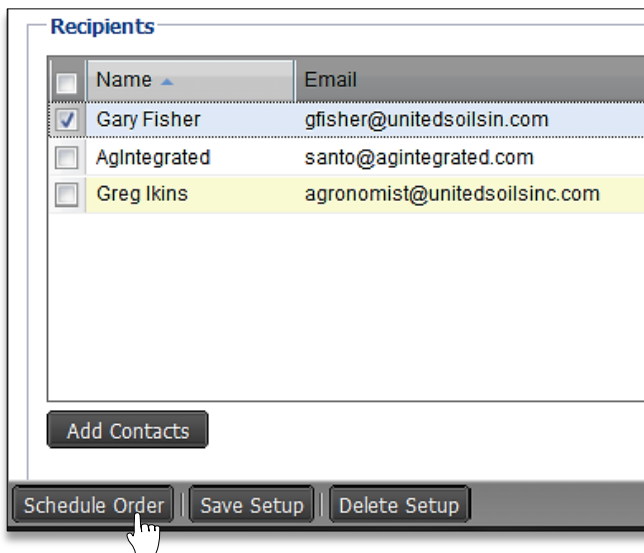 Recipients
Name Email
Gary Fisher gfisher@unitedsoilsin.com
AgIntegrated santo@agintegrated.com
Greg Ikins agronomist@unitedsoilsinc.com
Add Contacts
Schedule Order | Save Setup | Delete Setup